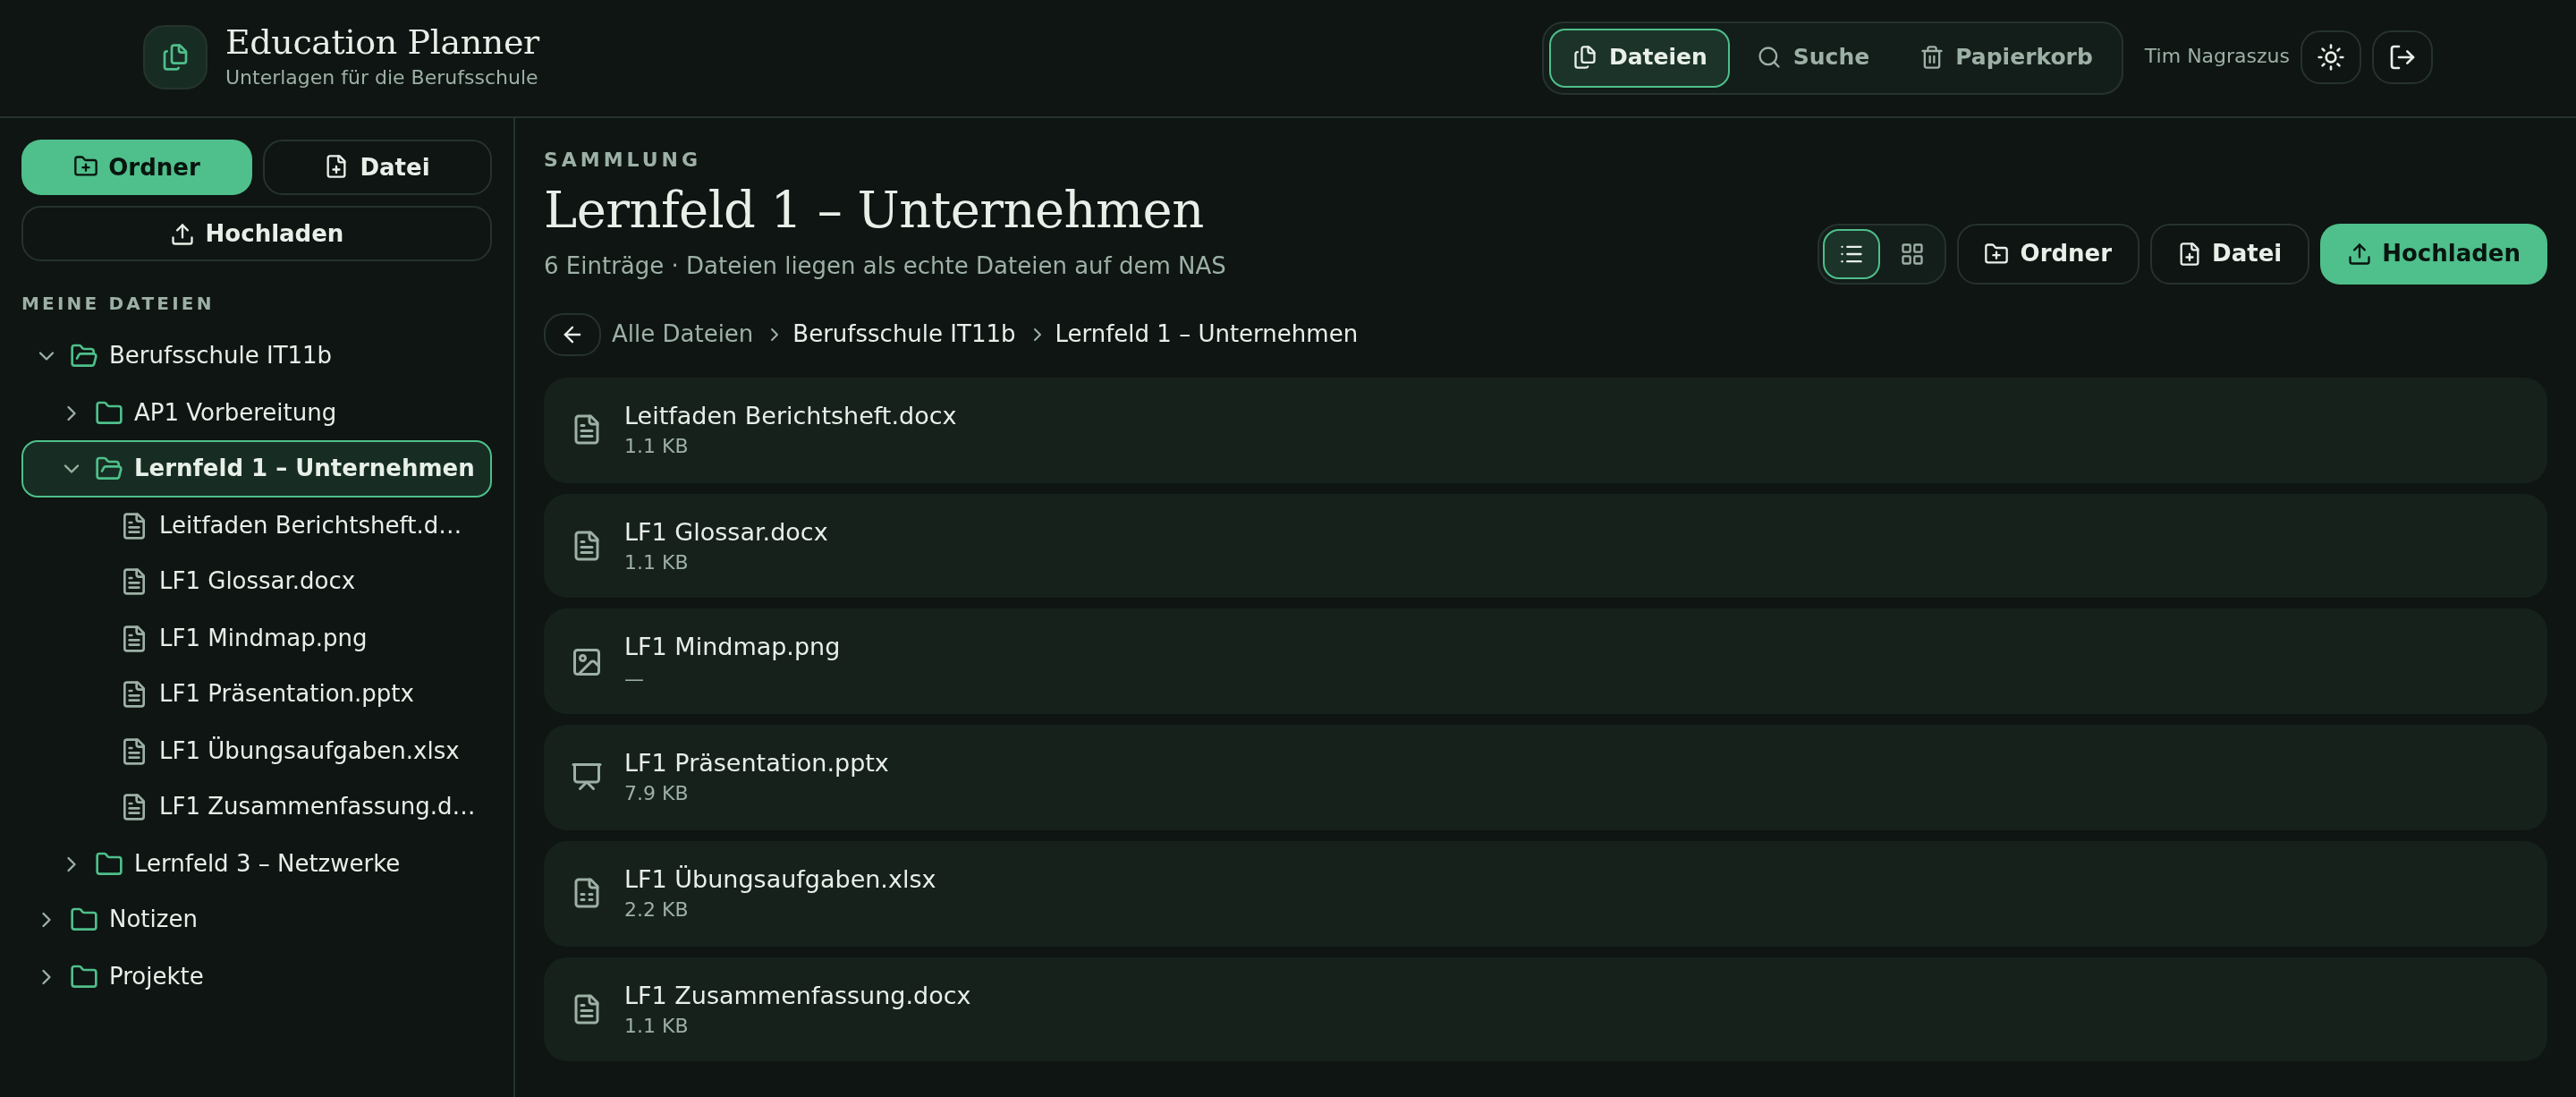 Education Planner
Unterlagen für die Berufsschule
Dateien
Suche
Papierkorb
Tim Nagraszus
Ordner
Datei
Hochladen
MEINE DATEIEN
Berufsschule IT11b
AP1 Vorbereitung
Lernfeld 1 – Unternehmen
Leitfaden Berichtsheft.d...
LF1 Glossar.docx
LF1 Mindmap.png
LF1 Präsentation.pptx
LF1 Übungsaufgaben.xlsx
LF1 Zusammenfassung.d...
Lernfeld 3 – Netzwerke
Notizen
Projekte
SAMMLUNG
Lernfeld 1 – Unternehmen
6 Einträge · Dateien liegen als echte Dateien auf dem NAS
Ordner
Datei
Hochladen
Alle Dateien > Berufsschule IT11b > Lernfeld 1 – Unternehmen
Leitfaden Berichtsheft.docx
1.1 KB
LF1 Glossar.docx
1.1 KB
LF1 Mindmap.png
—
LF1 Präsentation.pptx
7.9 KB
LF1 Übungsaufgaben.xlsx
2.2 KB
LF1 Zusammenfassung.docx
1.1 KB